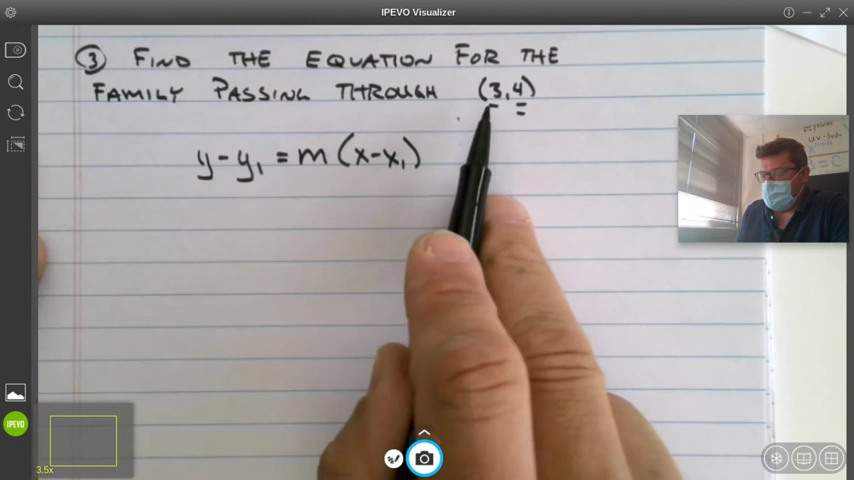 IPEVO Visualizer
③ FIND THE EQUATION FOR THE
FAMILY PASSING THROUGH (3,4)
y-y₁ = m(x-x₁)
IPEVO
3.5x